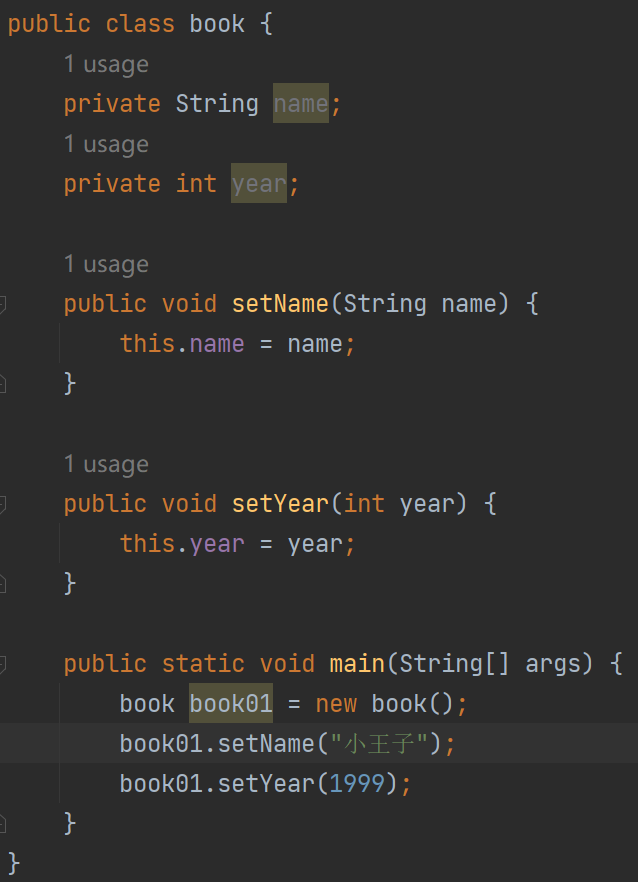 public class book {
1 usage
private String name;
1 usage
private int year;
1 usage
public void setName(String name) {
this.name = name;
}
1 usage
public void setYear(int year) {
this.year = year;
}
public static void main(String[] args) {
book book01 = new book();
book01.setName("小王子");
book01.setYear(1999);
}
}